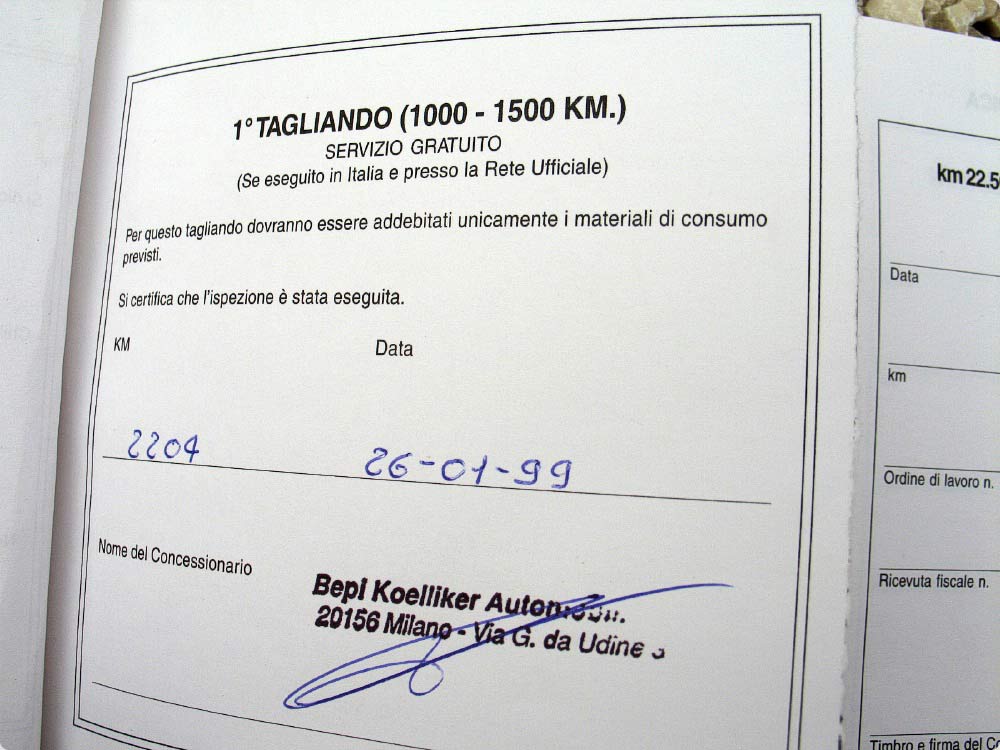 1° TAGLIANDO (1000 - 1500 KM.)
SERVIZIO GRATUITO
(Se eseguito in Italia e presso la Rete Ufficiale)
Per questo tagliando dovranno essere addebitati unicamente i materiali di consumo
previsti.
Si certifica che l'ispezione è stata eseguita.
KM Data
2204 26-01-99
Nome del Concessionario
Bepi Koelliker
20156 Milano - Via G. da Udine
km 22.5
Data
km
Ordine di lavoro n.
Ricevuta fiscale n.
Timbro e firma del